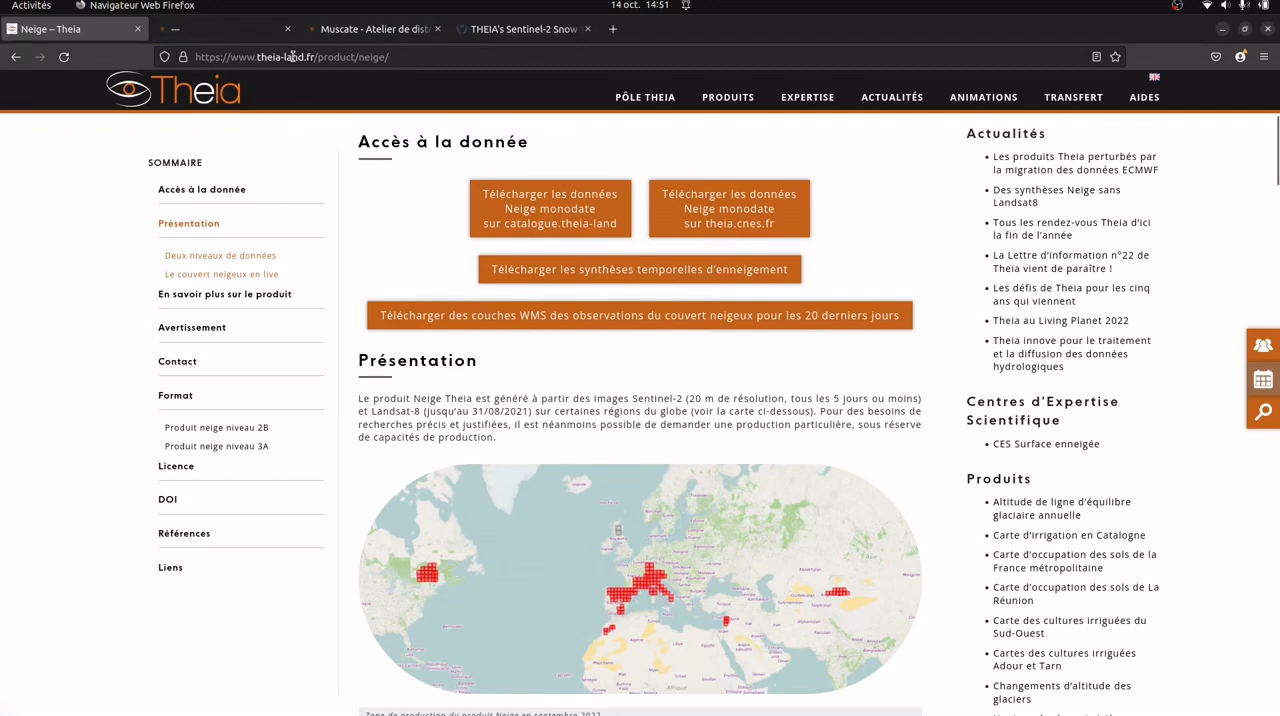 Activités
Navigateur Web Firefox
14 oct. 14:51
Neige – Theia
---
Muscate - Atelier de dist
THEIA's Sentinel-2 Snow
https://www.theia-land.fr/product/neige/
Theia
PÔLE THEIA
PRODUITS
EXPERTISE
ACTUALITÉS
ANIMATIONS
TRANSFERT
AIDES
SOMMAIRE
Accès à la donnée
Présentation
Deux niveaux de données
Le couvert neigeux en live
En savoir plus sur le produit
Avertissement
Contact
Format
Produit neige niveau 2B
Produit neige niveau 3A
Licence
DOI
Références
Liens
Accès à la donnée
Télécharger les données
Neige monodate
sur catalogue.theia-land
Télécharger les données
Neige monodate
sur theia.cnes.fr
Télécharger les synthèses temporelles d'enneigement
Télécharger des couches WMS des observations du couvert neigeux pour les 20 derniers jours
Présentation
Le produit Neige Theia est généré à partir des images Sentinel-2 (20 m de résolution, tous les 5 jours ou moins)
et Landsat-8 (jusqu'au 31/08/2021) sur certaines régions du globe (voir la carte ci-dessous). Pour des besoins de
recherches précis et justifiées, il est néanmoins possible de demander une production particulière, sous réserve
de capacités de production.
Zone de production du produit Neige en septembre 2022
Actualités
Les produits Theia perturbés par
la migration des données ECMWF
Des synthèses Neige sans
Landsat8
Tous les rendez-vous Theia d'ici
la fin de l'année
La Lettre d'information n°22 de
Theia vient de paraître !
Les défis de Theia pour les cinq
ans qui viennent
Theia au Living Planet 2022
Theia innove pour le traitement
et la diffusion des données
hydrologiques
Centres d'Expertise
Scientifique
CES Surface enneigée
Produits
Altitude de ligne d'équilibre
glaciaire annuelle
Carte d'irrigation en Catalogne
Carte d'occupation des sols de la
France métropolitaine
Carte d'occupation des sols de La
Réunion
Carte des cultures irriguées du
Sud-Ouest
Cartes des cultures irriguées
Adour et Tarn
Changements d'altitude des
glaciers